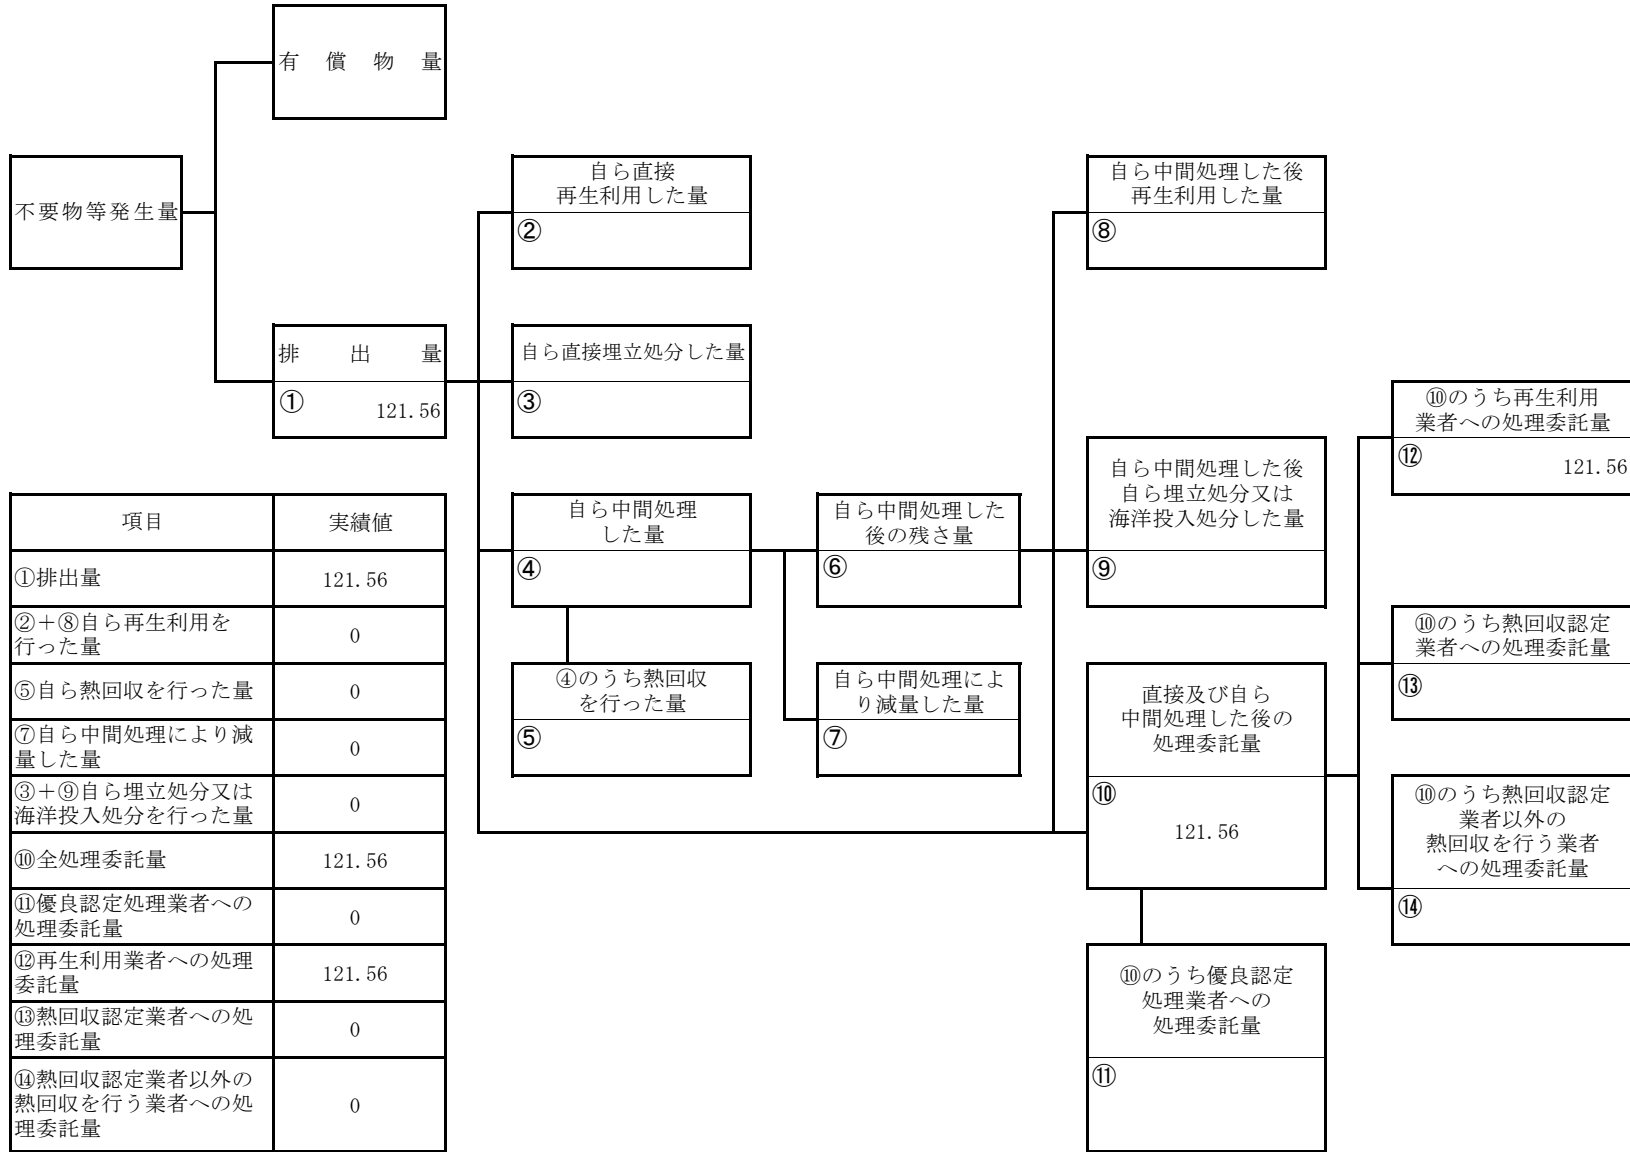 有償物量
不要物等発生量
排出量
① 121.56
自ら直接
再生利用した量
②
自ら直接埋立処分した量
③
自ら中間処理
した量
④
④のうち熱回収
を行った量
⑤
自ら中間処理した
後の残さ量
⑥
自ら中間処理によ
り減量した量
⑦
自ら中間処理した後
再生利用した量
⑧
自ら中間処理した後
自ら埋立処分又は
海洋投入処分した量
⑨
直接及び自ら
中間処理した後の
処理委託量
⑩
121.56
⑩のうち優良認定
処理業者への
処理委託量
⑪
⑩のうち再生利用
業者への処理委託量
⑫ 121.56
⑩のうち熱回収認定
業者への処理委託量
⑬
⑩のうち熱回収認定
業者以外の
熱回収を行う業者
への処理委託量
⑭
項目 実績値
①排出量 121.56
②＋⑧自ら再生利用を
行った量 0
⑤自ら熱回収を行った量 0
⑦自ら中間処理により減
量した量 0
③＋⑨自ら埋立処分又は
海洋投入処分を行った量 0
⑩全処理委託量 121.56
⑪優良認定処理業者への
処理委託量 0
⑫再生利用業者への処理
委託量 121.56
⑬熱回収認定業者への処
理委託量 0
⑭熱回収認定業者以外の
熱回収を行う業者への処
理委託量 0